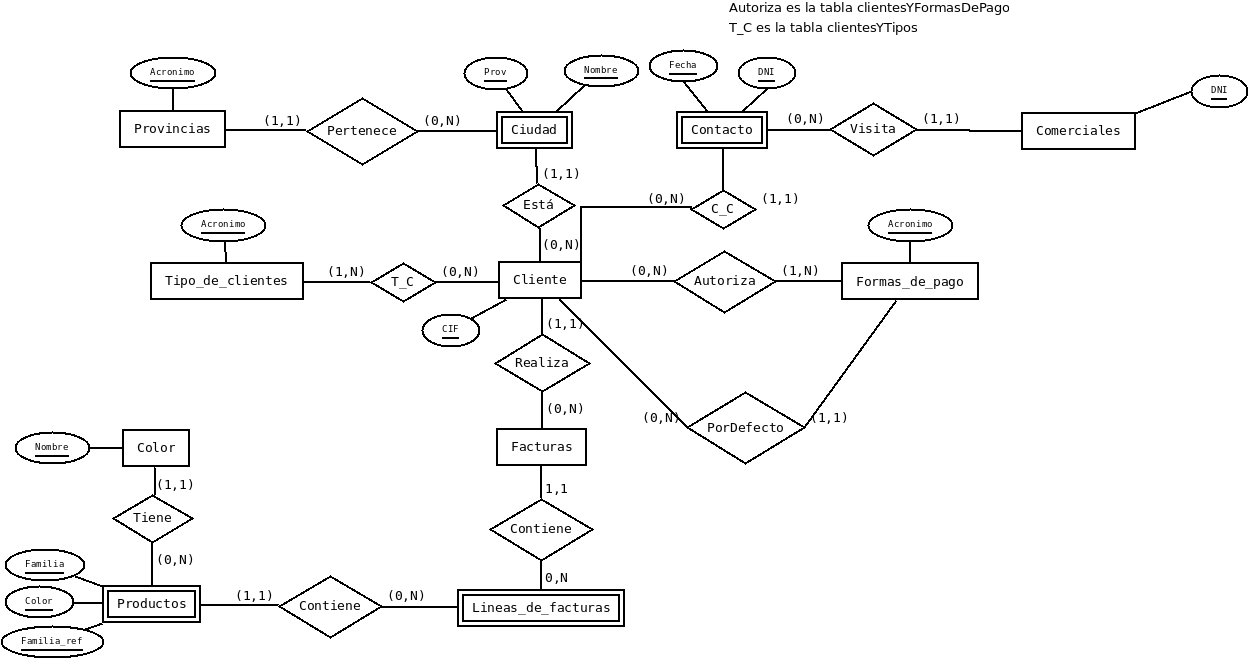 Autoriza es la tabla clientesYFormasDePago
T_C es la tabla clientesYTipos
Acronimo
Prov
Nombre
Fecha
DNI
DNI
Provincias
(1,1)
Pertenece
(0,N)
Ciudad
Contacto
(0,N)
Visita
(1,1)
Comerciales
(1,1)
Está
(0,N)
(0,N)
C_C
(1,1)
Acronimo
Acronimo
Tipo_de_clientes
(1,N)
T_C
(0,N)
Cliente
(0,N)
Autoriza
(1,N)
Formas_de_pago
CIF
(1,1)
Realiza
(0,N)
(0,N)
PorDefecto
(1,1)
Nombre
Color
Facturas
(1,1)
1,1
Tiene
Contiene
(0,N)
0,N
Familia
Color
Familia_ref
Productos
(1,1)
Contiene
(0,N)
Lineas_de_facturas